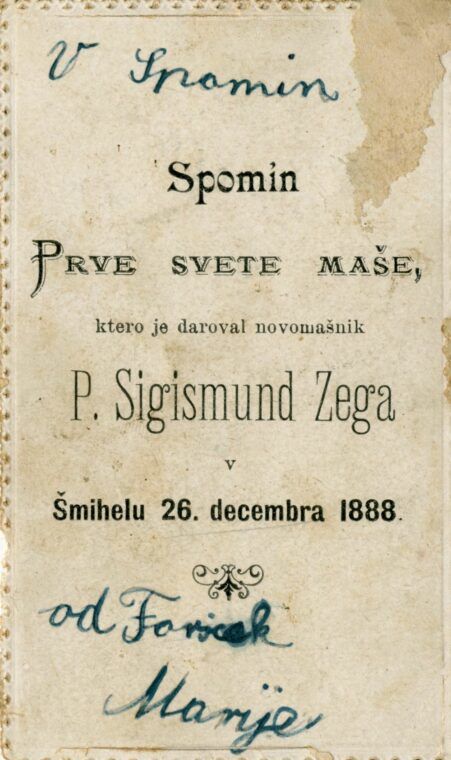 V Spomin
Spomin
PRVE SVETE MAŠE,
ktero je daroval novomašnik
P. Sigismund Zega
v
Šmihelu 26. decembra 1888.
od
Marije